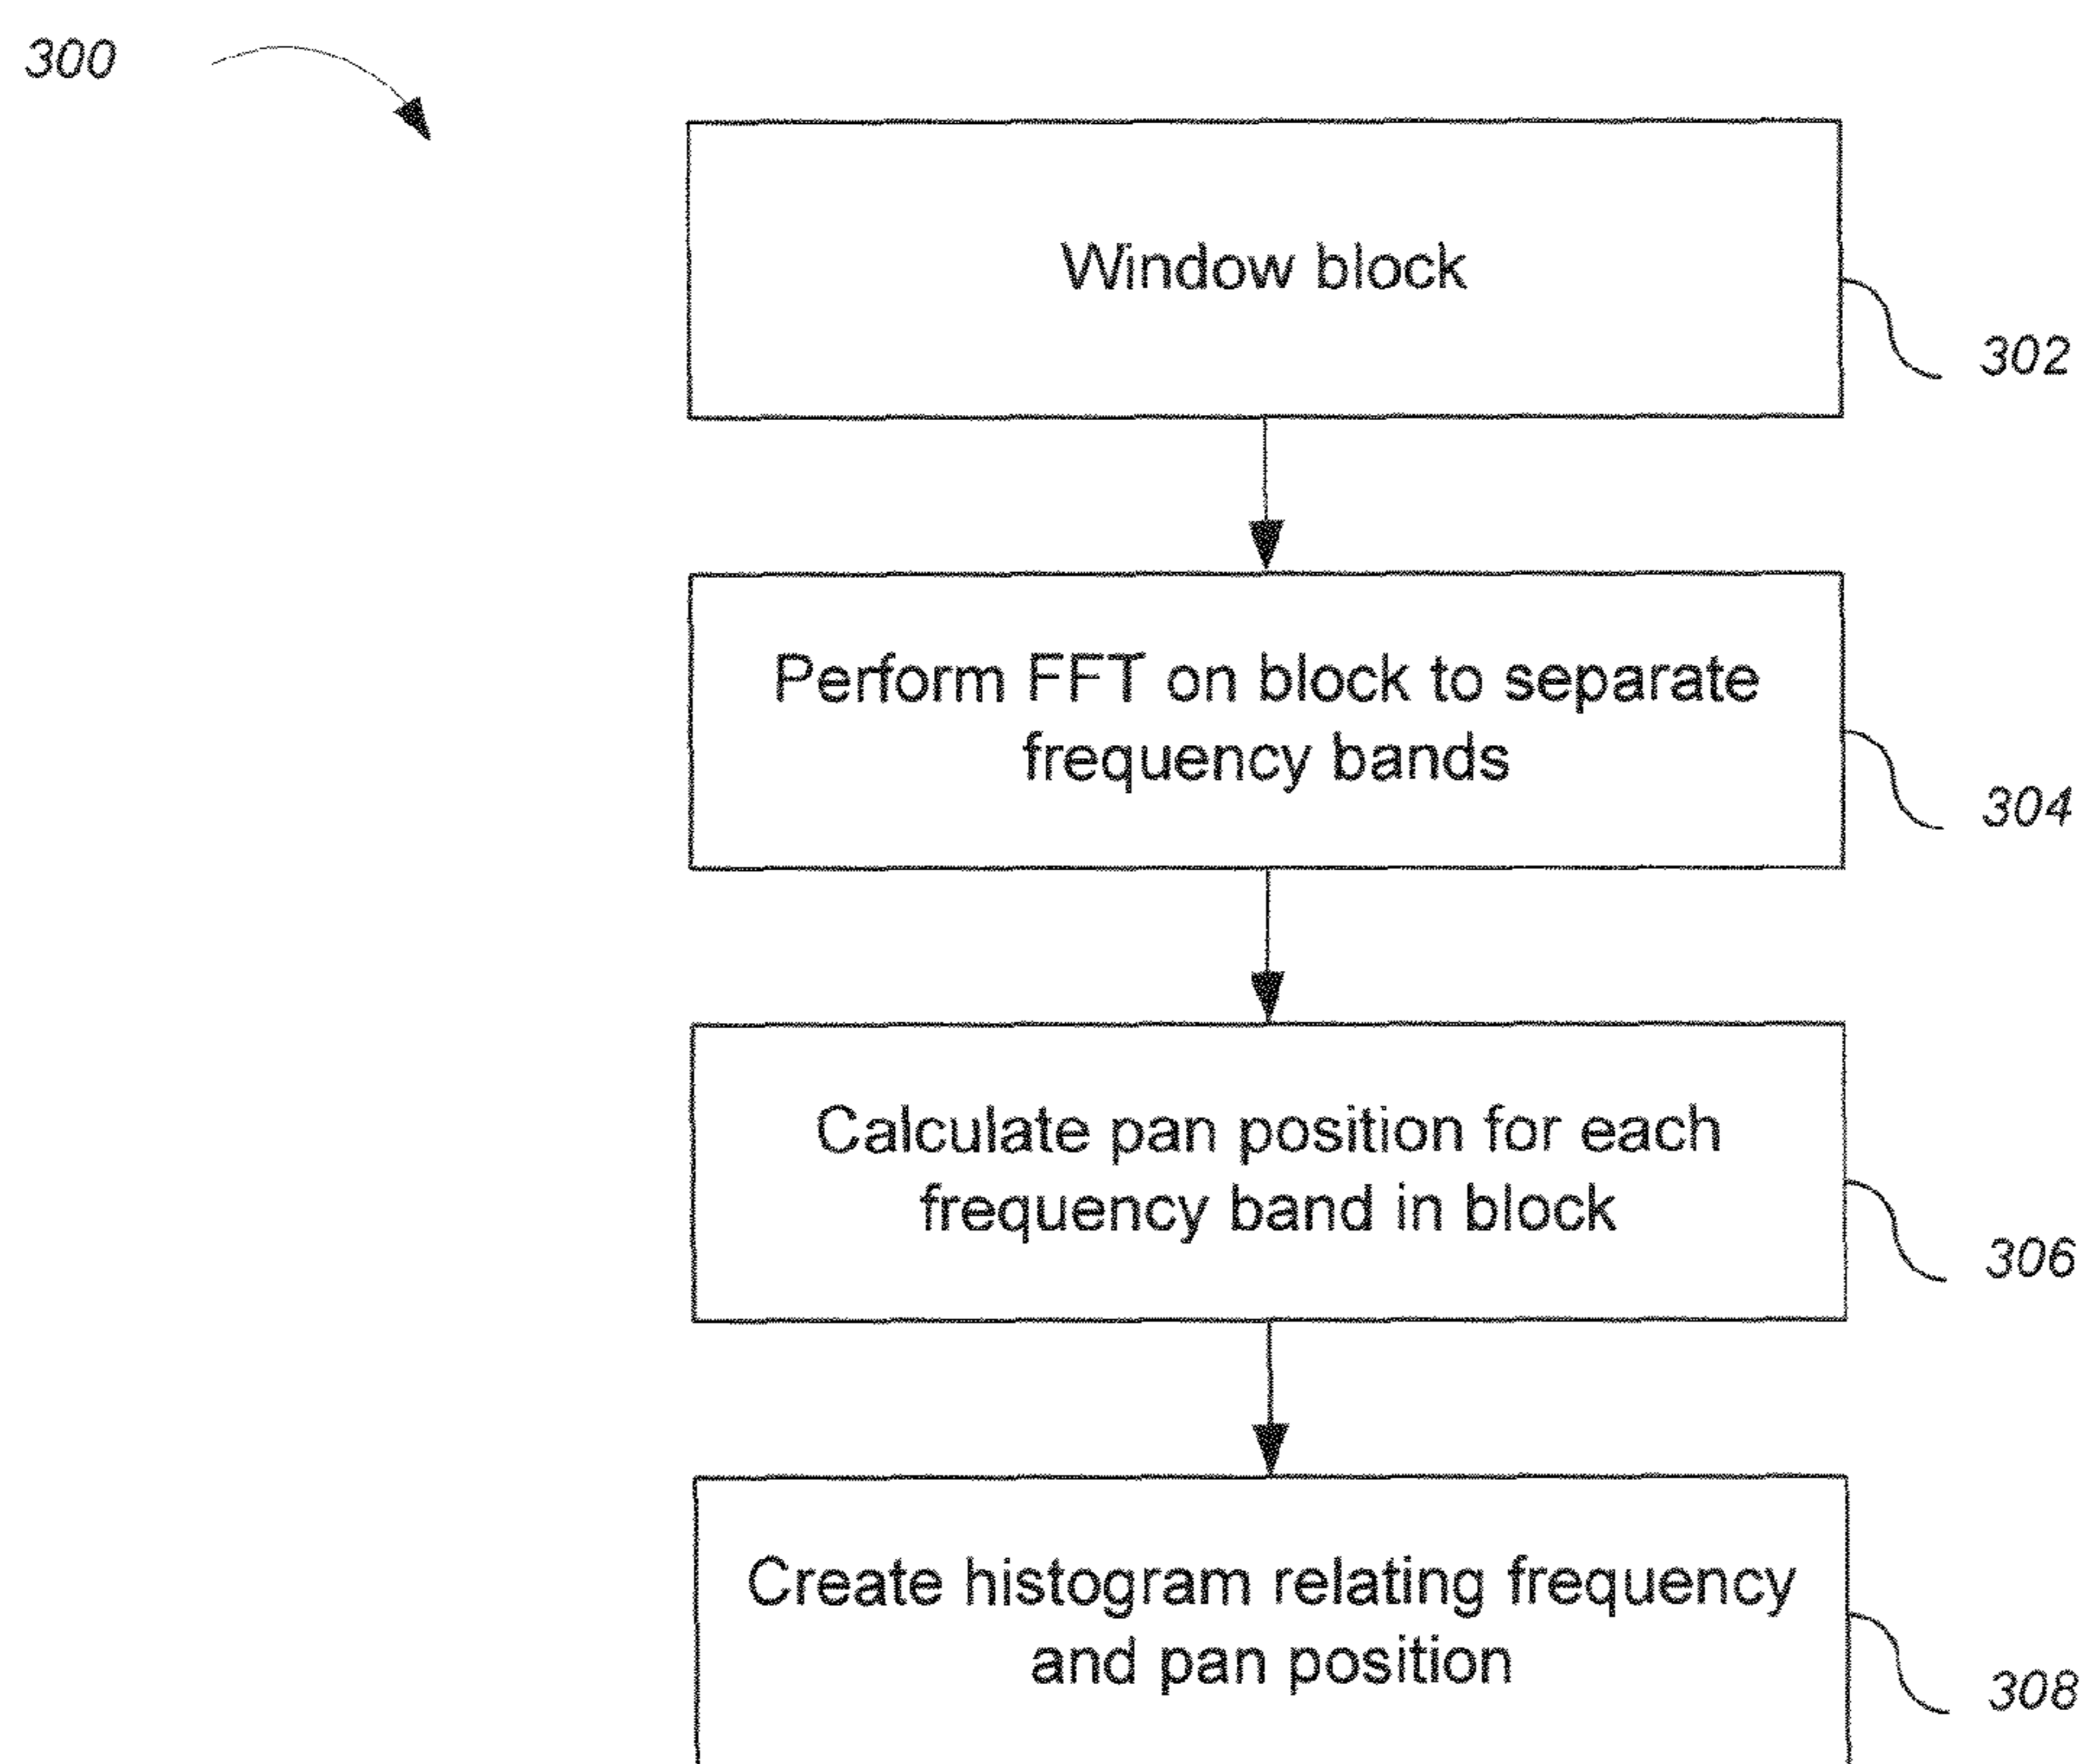 300
Window block
302
Perform FFT on block to separate
frequency bands
304
Calculate pan position for each
frequency band in block
306
Create histogram relating frequency
and pan position
308